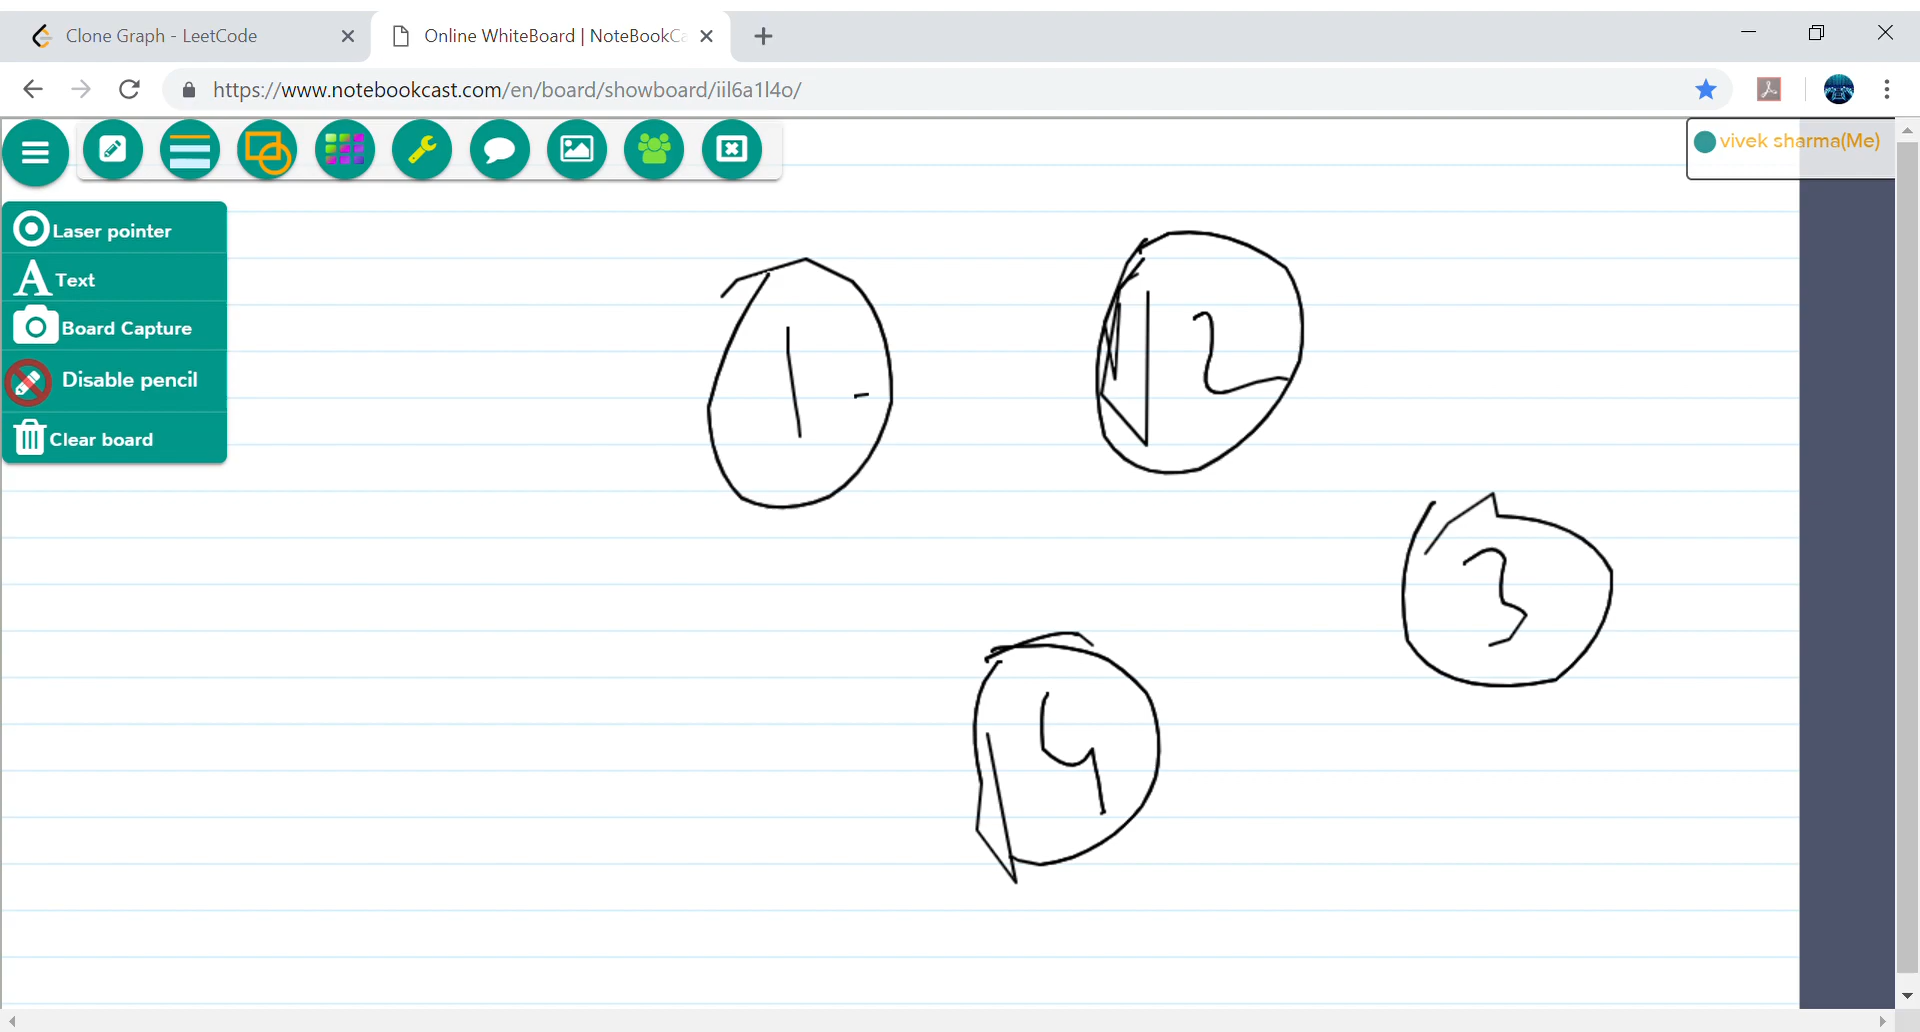 Clone Graph - LeetCode
Online WhiteBoard | NoteBookCa
https://www.notebookcast.com/en/board/showboard/iil6a1l4o/
vivek sharma(Me)
Laser pointer
A Text
Board Capture
Disable pencil
Clear board
1 -
2
3
4